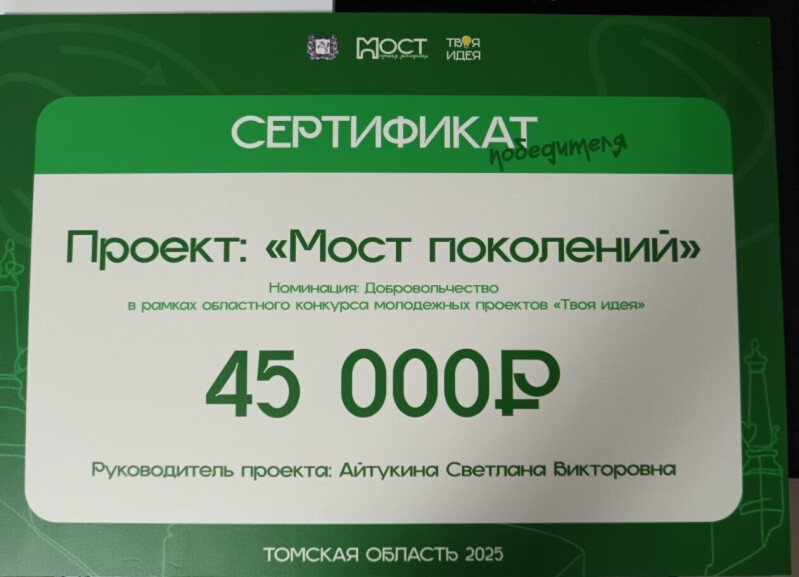 МОСТ
ТВОЯ
ИДЕЯ
СЕРТИФИКАТ
победителя
Проект: «Мост поколений»
Номинация: Добровольчество
в рамках областного конкурса молодежных проектов «Твоя идея»
45 000₽
Руководитель проекта: Айтукина Светлана Викторовна
ТОМСКАЯ ОБЛАСТЬ 2025